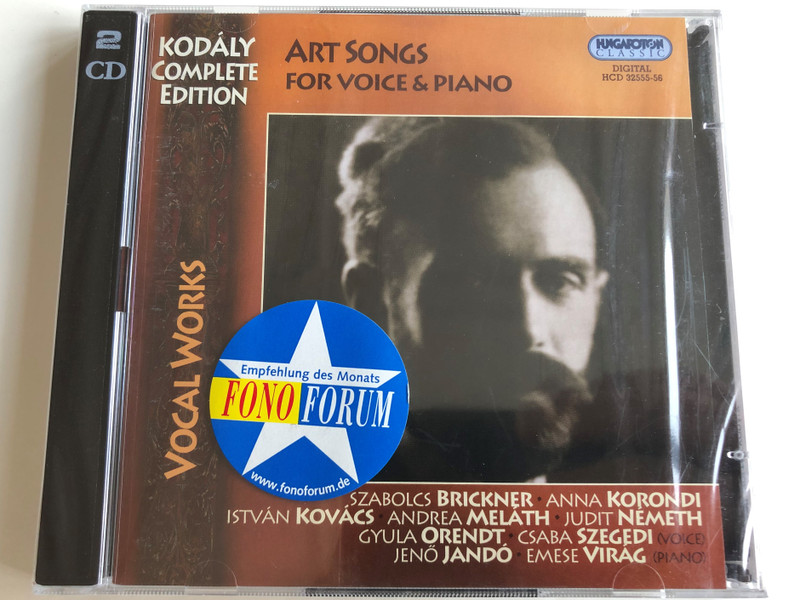 2
CD
KODÁLY
COMPLETE
EDITION
ART SONGS
FOR VOICE & PIANO
HUNGAROTON
CLASSIC
DIGITAL
HCD 32555-56
VOCAL WORKS
Empfehlung des Monats
FONO FORUM
www.fonoforum.de
SZABOLCS BRICKNER · ANNA KORONDI
ISTVÁN KOVÁCS · ANDREA MELÁTH · JUDIT NÉMETH
GYULA ORENDT · CSABA SZEGEDI (VOICE)
JENŐ JANDÓ · EMESE VIRÁG (PIANO)